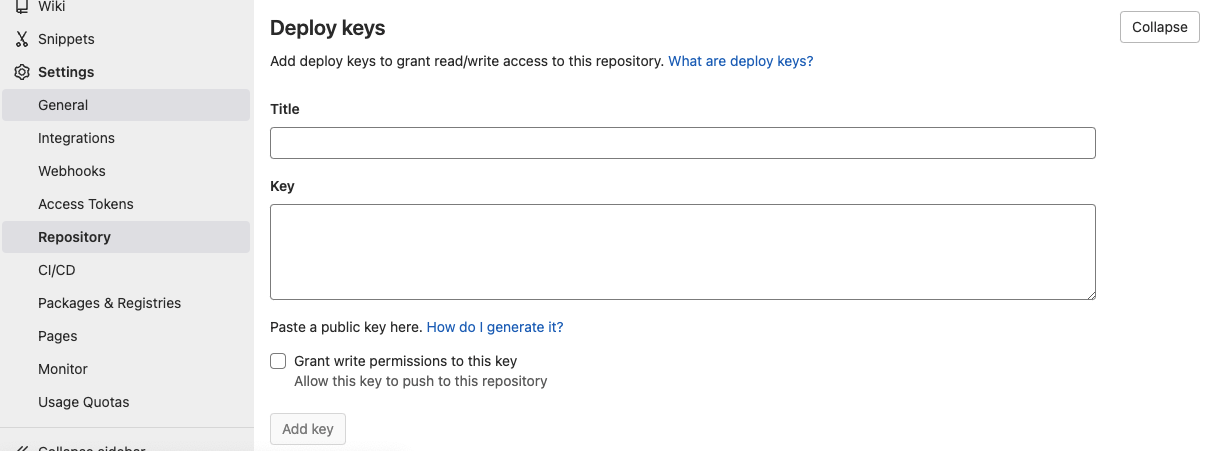 Wiki
Snippets
Settings
General
Integrations
Webhooks
Access Tokens
Repository
CI/CD
Packages & Registries
Pages
Monitor
Usage Quotas
Collapse sidebar
Deploy keys
Collapse
Add deploy keys to grant read/write access to this repository. What are deploy keys?
Title
Key
Paste a public key here. How do I generate it?
Grant write permissions to this key
Allow this key to push to this repository
Add key